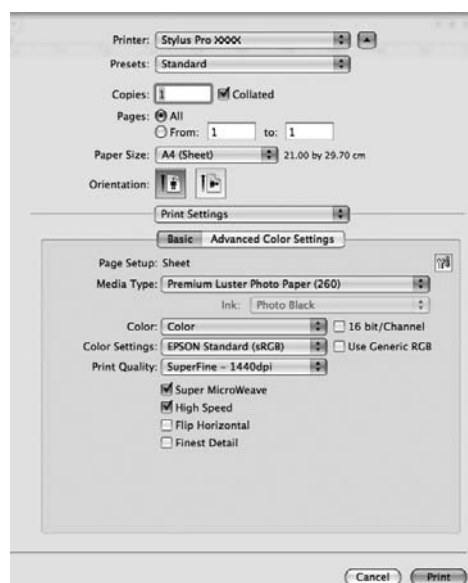 Printer: Stylus Pro XXXX
Presets: Standard
Copies: 1 Collated
Pages: All
From: 1 to: 1
Paper Size: A4 (Sheet) 21.00 by 29.70 cm
Orientation:
Print Settings
Basic Advanced Color Settings
Page Setup: Sheet
Media Type: Premium Luster Photo Paper (260)
Ink: Photo Black
Color: Color 16 bit/Channel
Color Settings: EPSON Standard (sRGB) Use Generic RGB
Print Quality: SuperFine - 1440dpi
Super MicroWeave
High Speed
Flip Horizontal
Finest Detail
Cancel Print